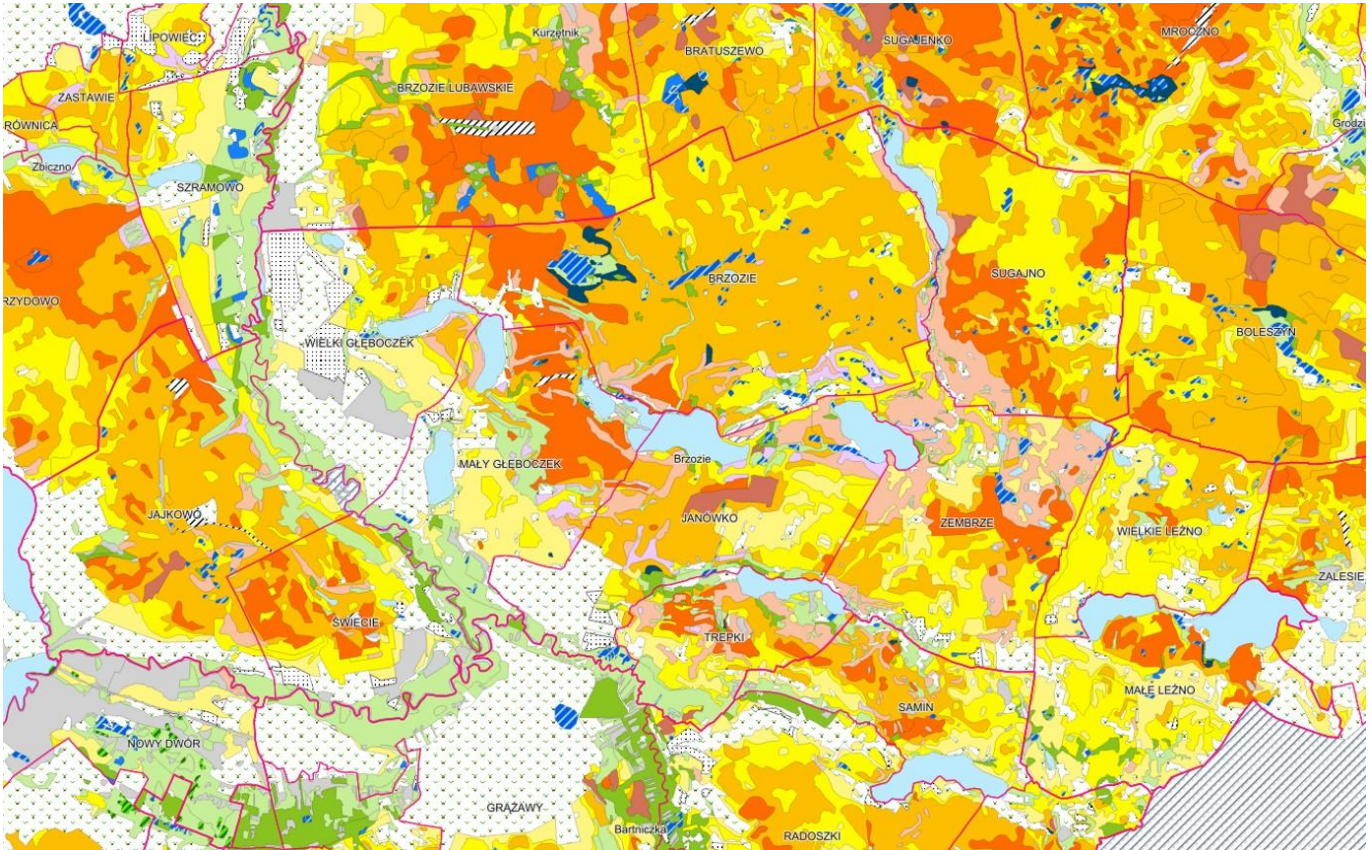 LIPOWIEC
Kurzętnik
BRATUSZEWO
SUGAJENKO
MROCZNO
ZASTAWIE
BRZOZIE LUBAWSKIE
RÓWNICA
Grodzi
Zbiczno
SZRAMOWO
BRZOZIE
SUGAJNO
RZYDOWO
BOLESZYN
WIELKI GŁĘBOCZEK
Brzozie
MAŁY GŁĘBOCZEK
JAJKOWO
JANÓWKO
ZEMBRZE
WIELKIE LEŹNO
ZALESIE
ŚWIECIE
TREPKI
MAŁE LEŹNO
SAMIN
NOWY DWÓR
GRĄŻAWY
Bartniczka
RADOSZKI